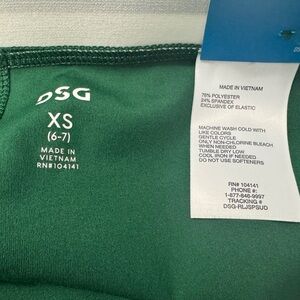 DSG
XS
(6-7)
MADE IN
VIETNAM
RN#104141
MADE IN VIETNAM
76% POLYESTER
24% SPANDEX
EXCLUSIVE OF ELASTIC
MACHINE WASH COLD WITH
LIKE COLORS
GENTLE CYCLE
ONLY NON-CHLORINE BLEACH
WHEN NEEDED
TUMBLE DRY LOW
COOL IRON IF NEEDED
DO NOT USE SOFTENERS
RN# 104141
PHONE #:
1-877-846-9997
TRACKING #
DSG-RLJSPSUD